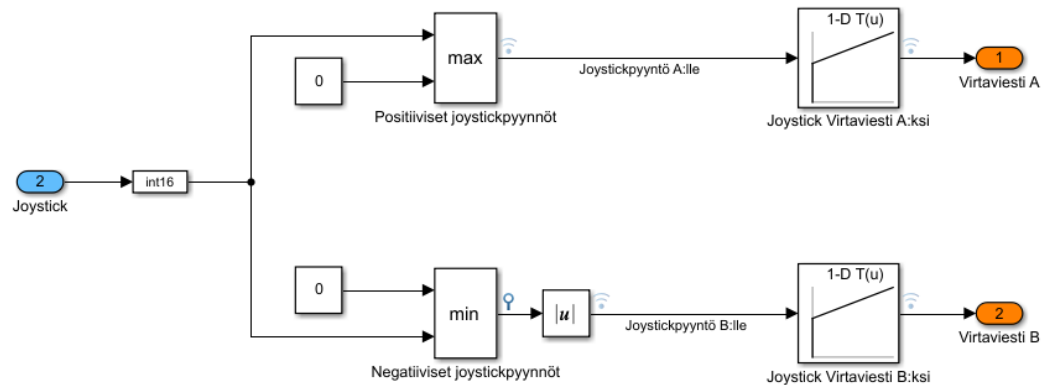 1-D T(u)
max
0
Joystickpyyntö A:lle
1
Virtaviesti A
Positiiviset joystickpyynnöt
Joystick Virtaviesti A:ksi
2
int16
Joystick
1-D T(u)
0
min
|u|
Joystickpyyntö B:lle
2
Virtaviesti B
Negatiiviset joystickpyynnöt
Joystick Virtaviesti B:ksi